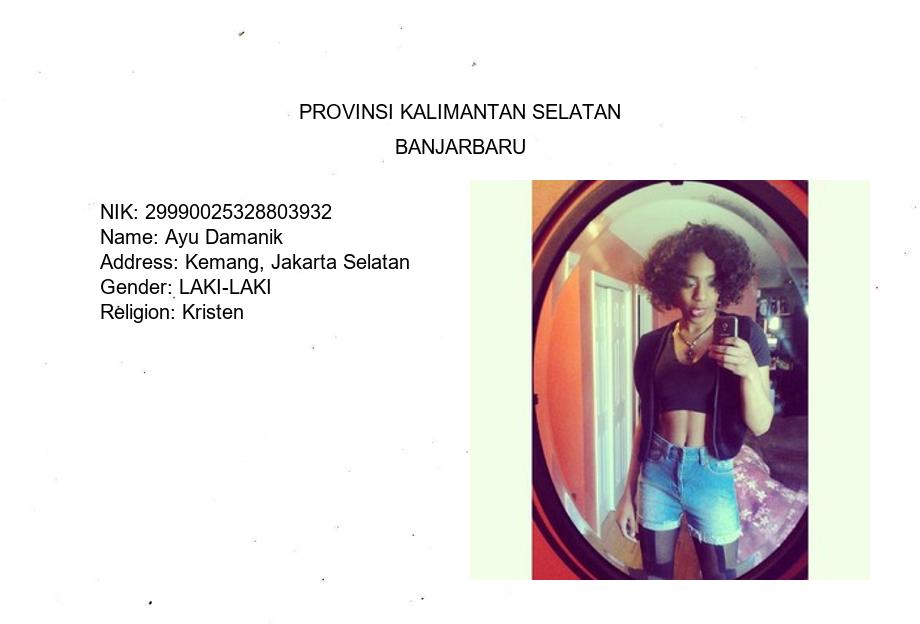 PROVINSI KALIMANTAN SELATAN
BANJARBARU
NIK: 29990025328803932
Name: Ayu Damanik
Address: Kemang, Jakarta Selatan
Gender: LAKI-LAKI
Religion: Kristen